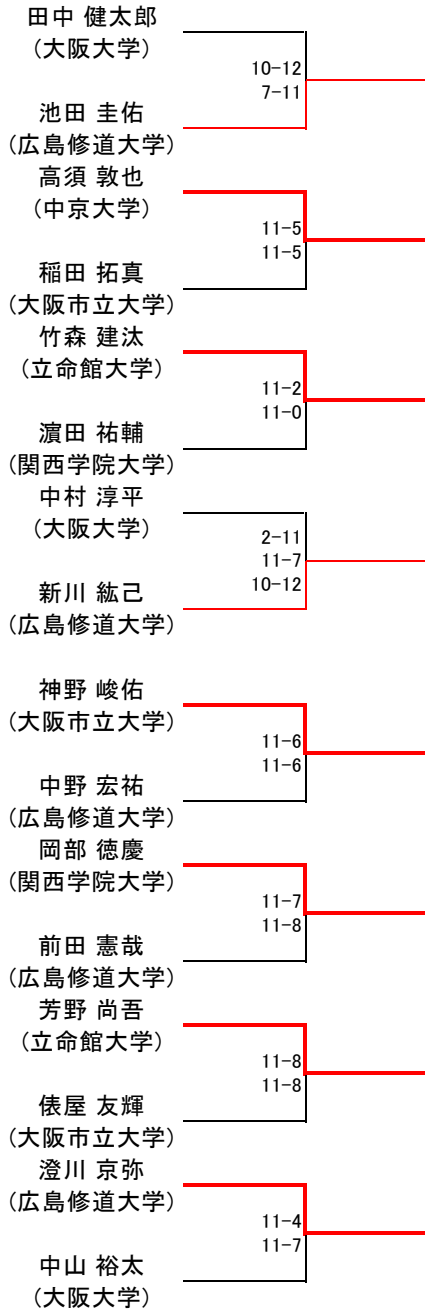 田中 健太郎
(大阪大学)
10-12
7-11
池田 圭佑
(広島修道大学)
高須 敦也
(中京大学)
11-5
11-5
稲田 拓真
(大阪市立大学)
竹森 建汰
(立命館大学)
11-2
11-0
濵田 祐輔
(関西学院大学)
中村 淳平
(大阪大学)
2-11
11-7
10-12
新川 紘己
(広島修道大学)
神野 峻佑
(大阪市立大学)
11-6
11-6
中野 宏祐
(広島修道大学)
岡部 徳慶
(関西学院大学)
11-7
11-8
前田 憲哉
(広島修道大学)
芳野 尚吾
(立命館大学)
11-8
11-8
俵屋 友輝
(大阪市立大学)
澄川 京弥
(広島修道大学)
11-4
11-7
中山 裕太
(大阪大学)